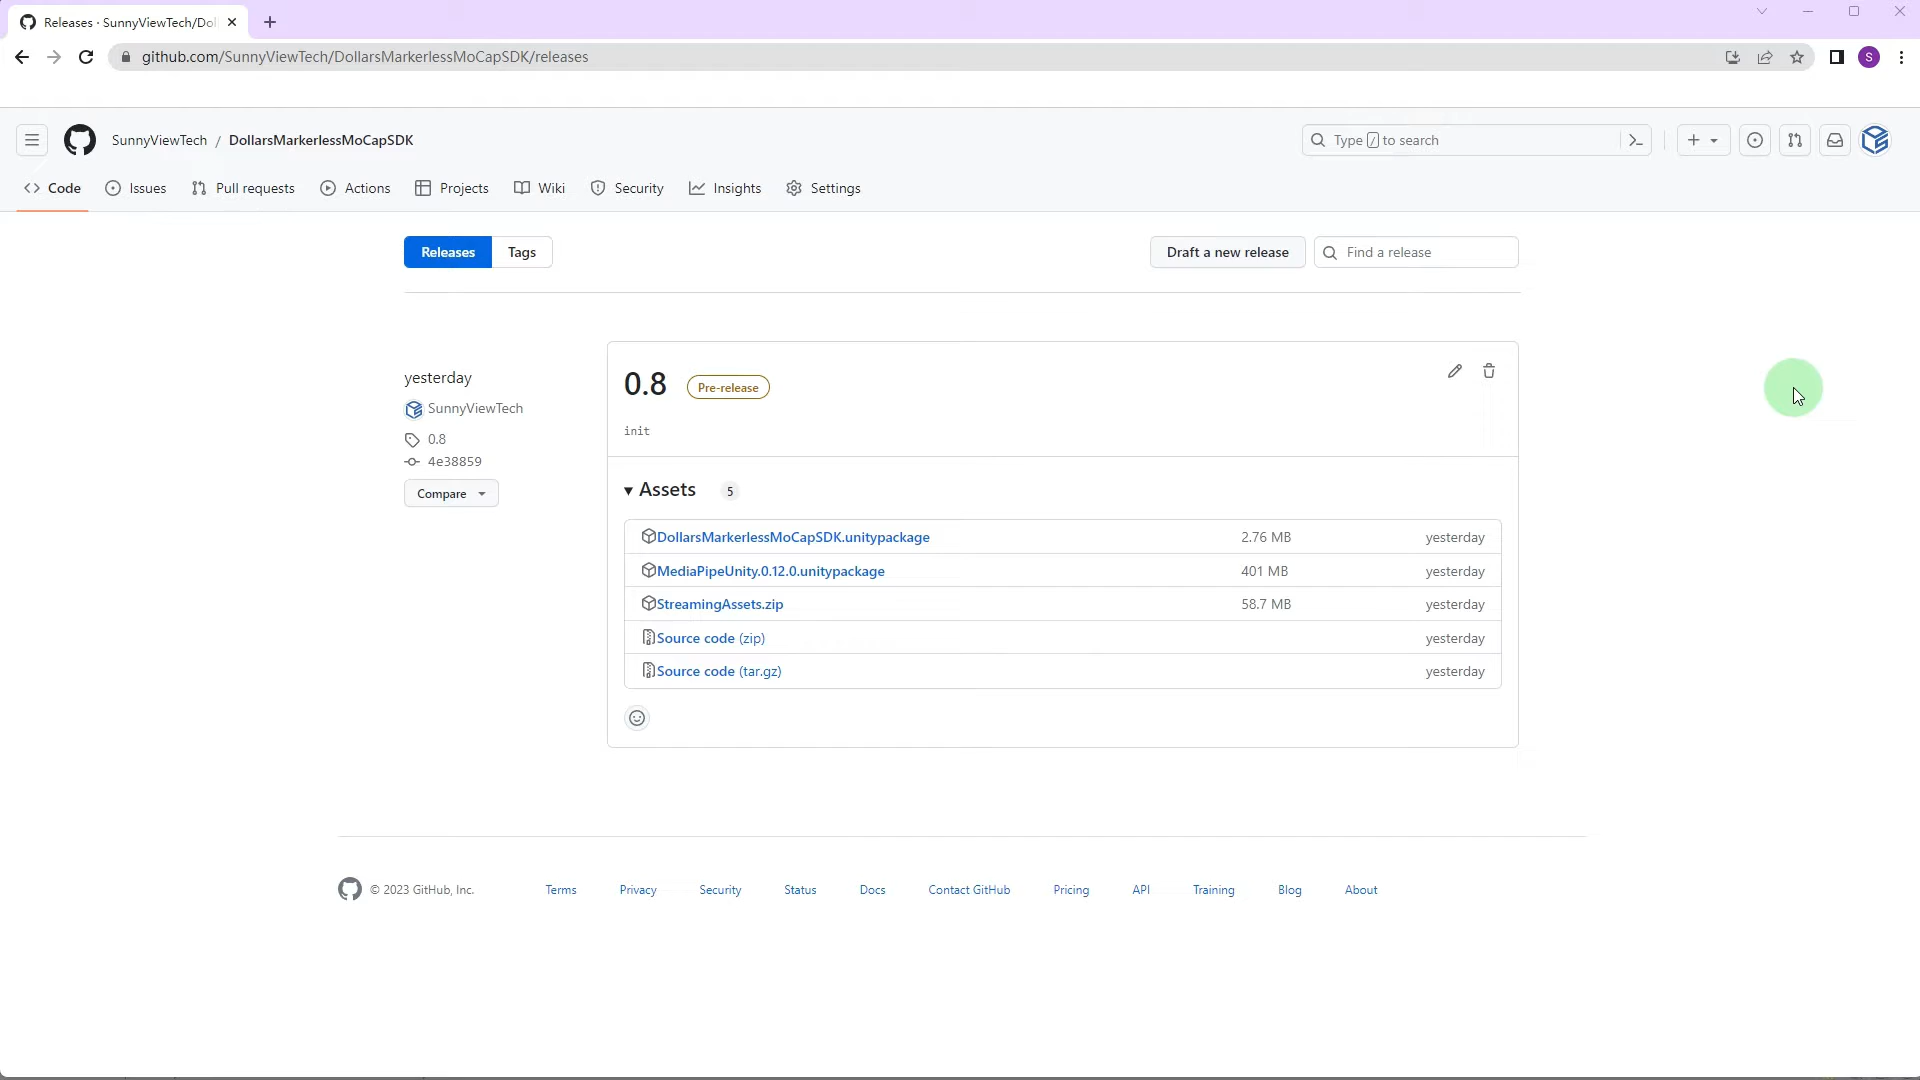 Releases · SunnyViewTech/Dol
github.com/SunnyViewTech/DollarsMarkerlessMoCapSDK/releases
S
SunnyViewTech / DollarsMarkerlessMoCapSDK
Type / to search
Code Issues Pull requests Actions Projects Wiki Security Insights Settings
Releases Tags
Draft a new release
Find a release
yesterday
SunnyViewTech
0.8
4e38859
Compare
0.8 Pre-release
init
Assets 5
DollarsMarkerlessMoCapSDK.unitypackage 2.76 MB yesterday
MediaPipeUnity.0.12.0.unitypackage 401 MB yesterday
StreamingAssets.zip 58.7 MB yesterday
Source code (zip) yesterday
Source code (tar.gz) yesterday
© 2023 GitHub, Inc. Terms Privacy Security Status Docs Contact GitHub Pricing API Training Blog About